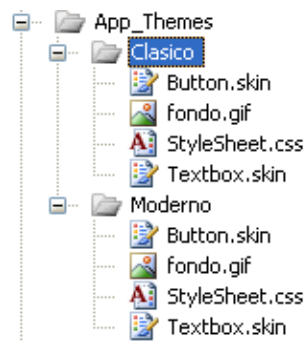 App_Themes
Clasico
Button.skin
fondo.gif
StyleSheet.css
Textbox.skin
Moderno
Button.skin
fondo.gif
StyleSheet.css
Textbox.skin